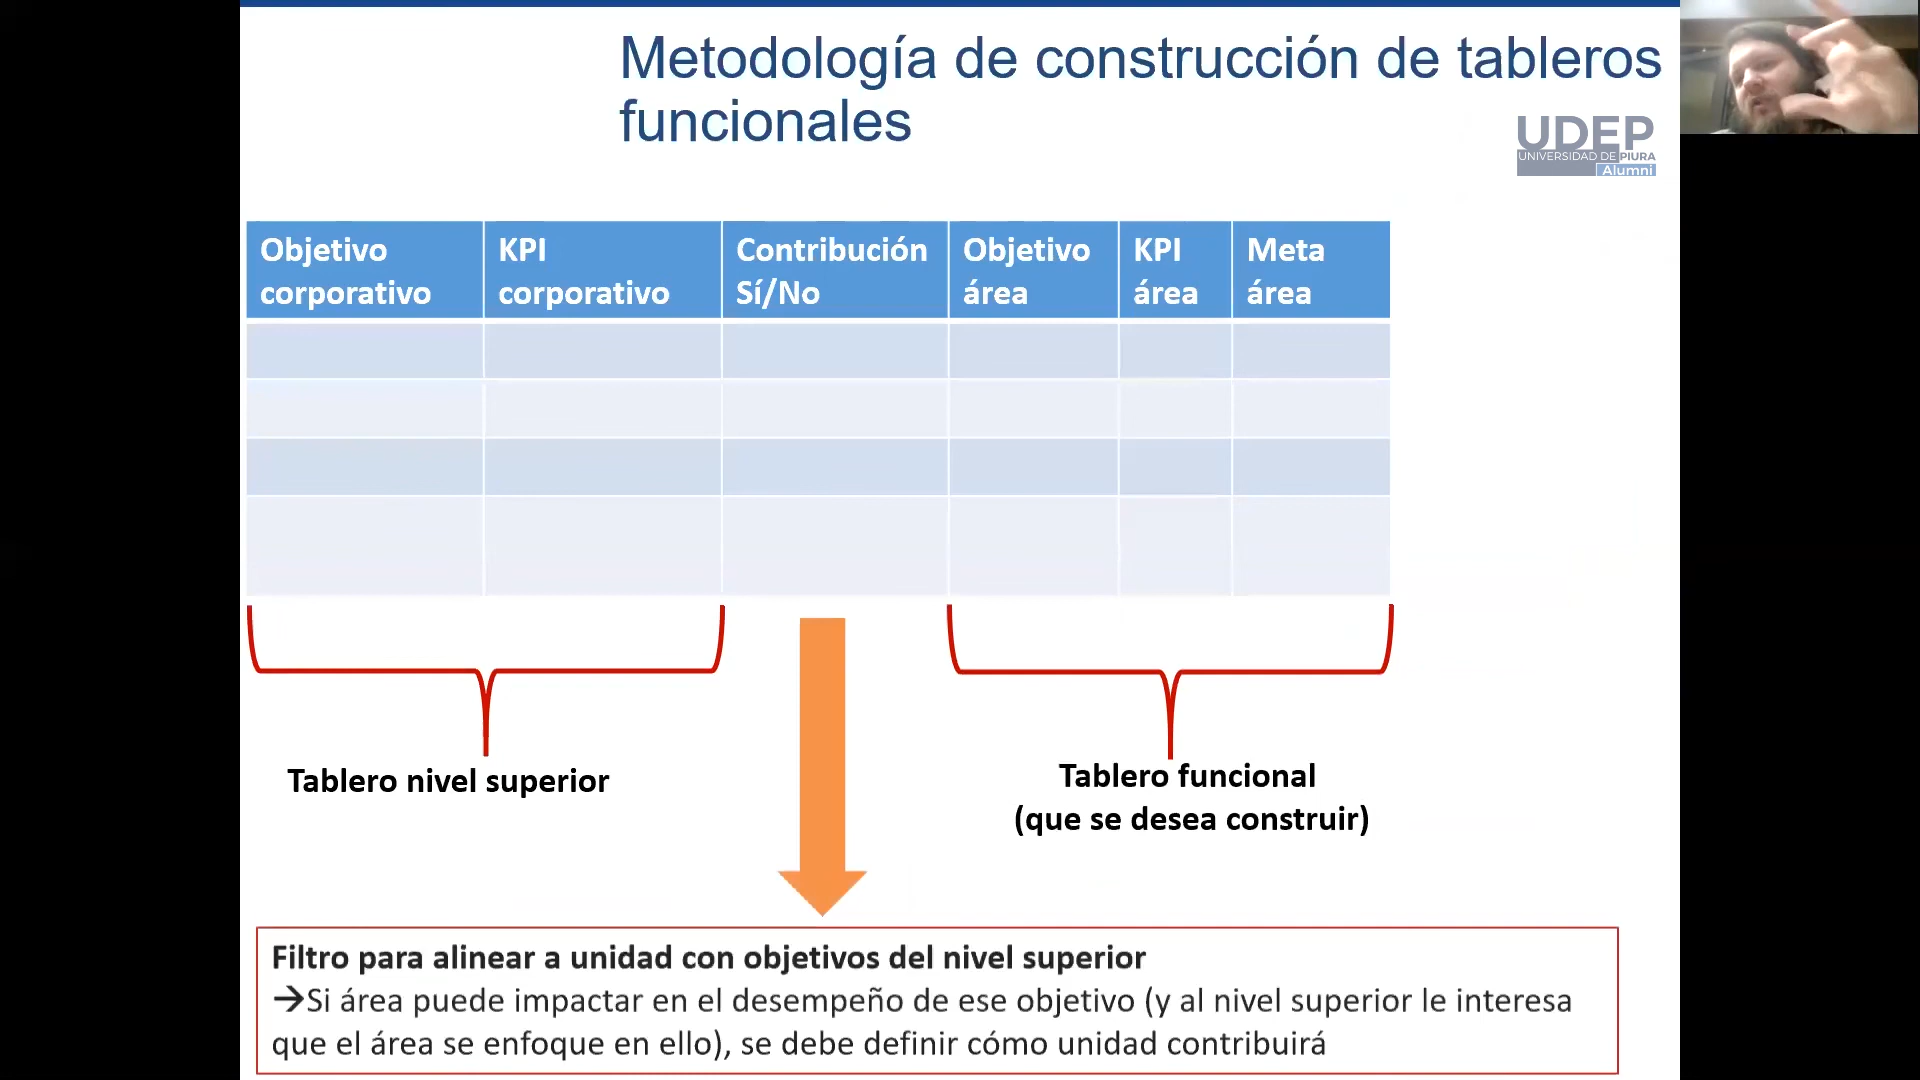 Metodología de construcción de tableros
funcionales
UDEP
UNIVERSIDAD DE PIURA
Alumni
Objetivo corporativo
KPI corporativo
Contribución Sí/No
Objetivo área
KPI área
Meta área
Tablero nivel superior
Tablero funcional
(que se desea construir)
Filtro para alinear a unidad con objetivos del nivel superior
→Si área puede impactar en el desempeño de ese objetivo (y al nivel superior le interesa
que el área se enfoque en ello), se debe definir cómo unidad contribuirá